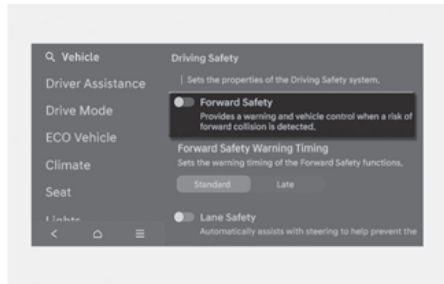 Vehicle
Driver Assistance
Drive Mode
ECO Vehicle
Climate
Seat
Lights
Driving Safety
Sets the properties of the Driving Safety system.
Forward Safety
Provides a warning and vehicle control when a risk of
forward collision is detected.
Forward Safety Warning Timing
Sets the warning timing of the Forward Safety functions.
Standard Late
Lane Safety
Automatically assists with steering to help prevent the